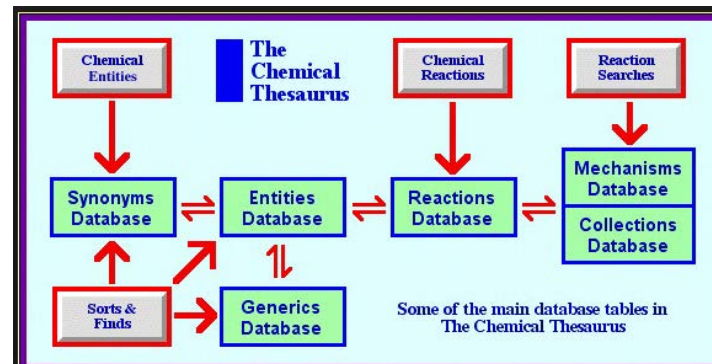 Chemical
Entities
The
Chemical
Thesaurus
Chemical
Reactions
Reaction
Searches
Synonyms
Database
Entities
Database
Reactions
Database
Mechanisms
Database
Collections
Database
Sorts &
Finds
Generics
Database
Some of the main database tables in
The Chemical Thesaurus